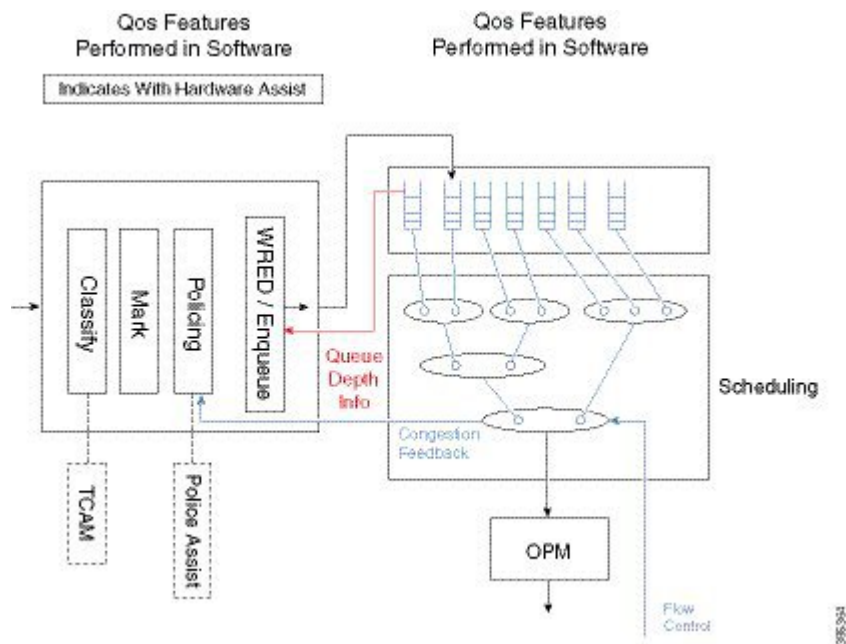 Qos Features
Performed in Software
Qos Features
Performed in Software
Indicates With Hardware Assist
Classify
Mark
Policing
WRED / Enqueue
Queue
Depth
Info
Scheduling
Congestion
Feedback
TCAM
Police Assist
OPM
Flow
Control